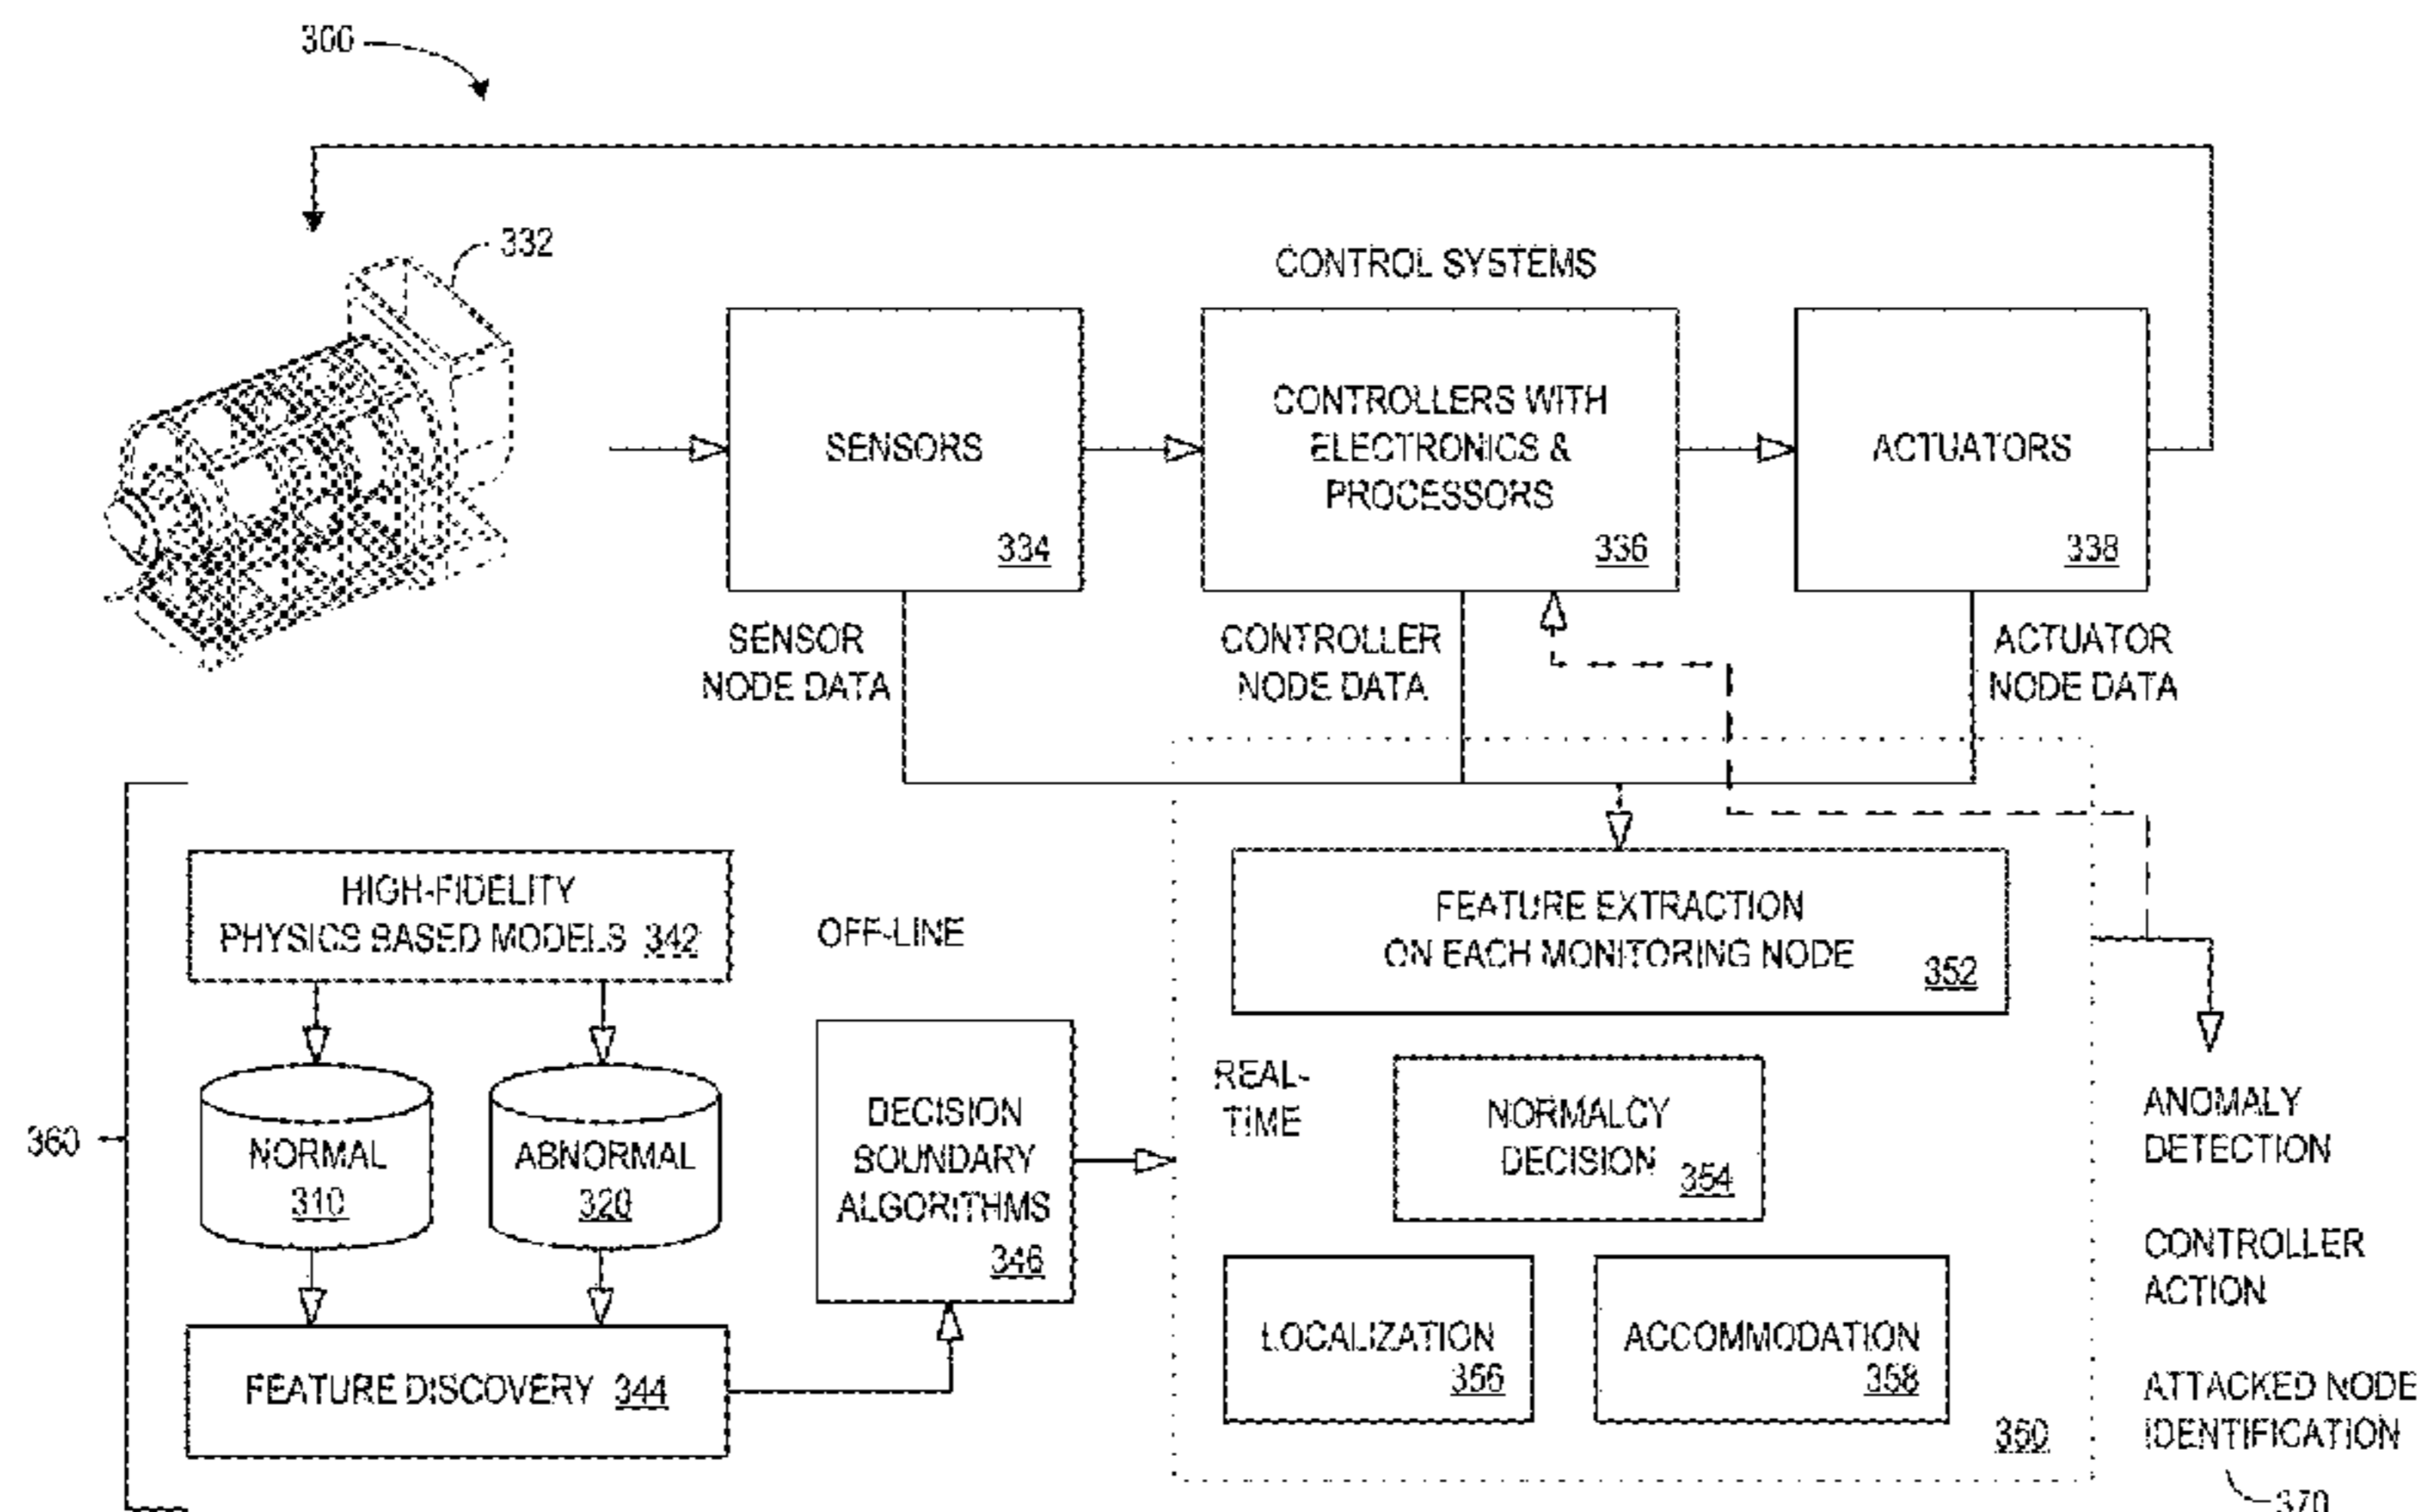 300
332
CONTROL SYSTEMS
SENSORS
334
CONTROLLERS WITH
ELECTRONICS &
PROCESSORS
336
ACTUATORS
338
SENSOR
NODE DATA
CONTROLLER
NODE DATA
ACTUATOR
NODE DATA
HIGH-FIDELITY
PHYSICS BASED MODELS 342
OFF-LINE
FEATURE EXTRACTION
ON EACH MONITORING NODE
352
360
NORMAL
310
ABNORMAL
320
DECISION
BOUNDARY
ALGORITHMS
346
REAL-
TIME
NORMALCY
DECISION
354
ANOMALY
DETECTION
CONTROLLER
ACTION
FEATURE DISCOVERY 344
LOCALIZATION
356
ACCOMMODATION
358
350
ATTACKED NODE
IDENTIFICATION
370